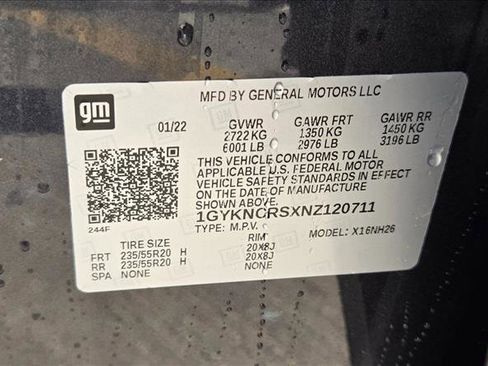 gm
MFD BY GENERAL MOTORS LLC
01/22 GVWR GAWR FRT GAWR RR
2722 KG 1350 KG 1450 KG
6001 LB 2976 LB 3196 LB
THIS VEHICLE CONFORMS TO ALL
APPLICABLE U.S. FEDERAL MOTOR
VEHICLE SAFETY STANDARDS IN EFFECT
ON THE DATE OF MANUFACTURE
SHOWN ABOVE.
1GYKNCRSXNZ120711
TYPE: M.P.V. MODEL: X16NH26
244F
TIRE SIZE RIM
FRT 235/55R20 H 20X8J
RR 235/55R20 H 20X8J
SPA NONE NONE